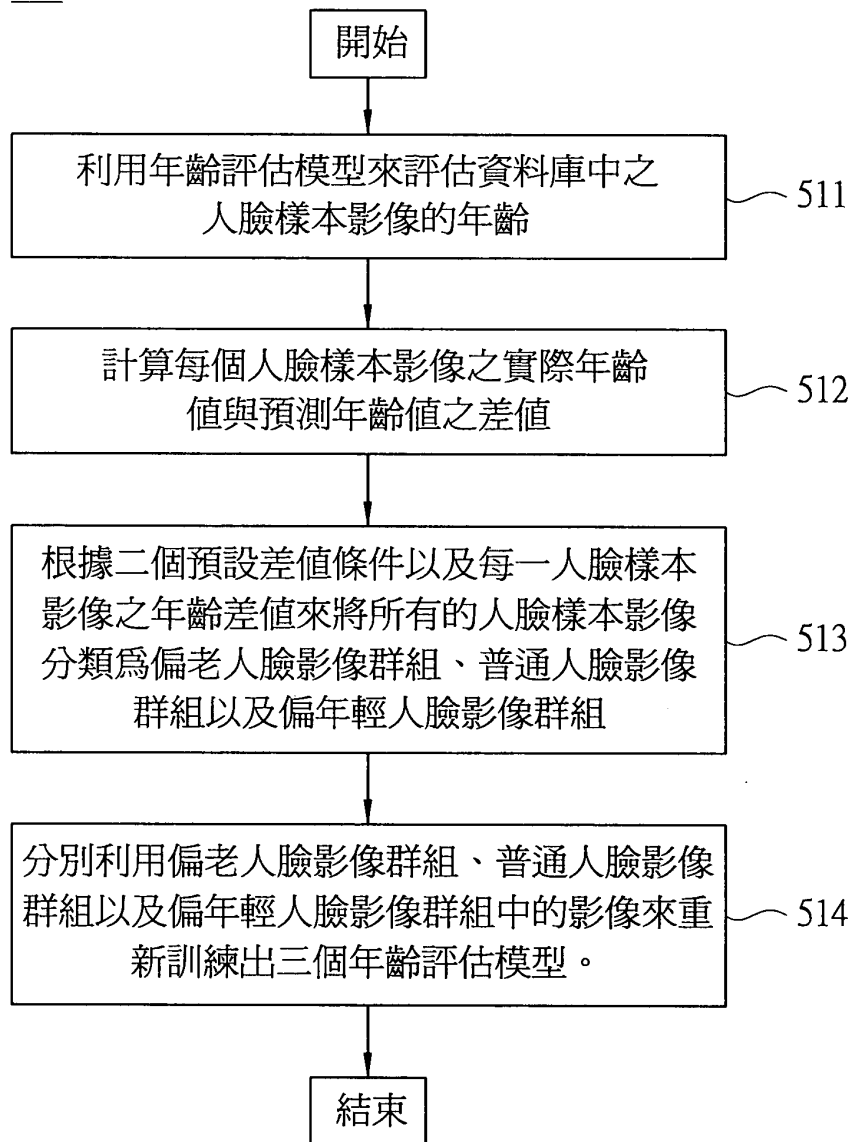 開始
利用年齡評估模型來評估資料庫中之
人臉樣本影像的年齡
511
計算每個人臉樣本影像之實際年齡
值與預測年齡值之差值
512
根據二個預設差值條件以及每一人臉樣本
影像之年齡差值來將所有的人臉樣本影像
分類爲偏老人臉影像群組、普通人臉影像
群組以及偏年輕人臉影像群組
513
分別利用偏老人臉影像群組、普通人臉影像
群組以及偏年輕人臉影像群組中的影像來重
新訓練出三個年齡評估模型。
514
結束